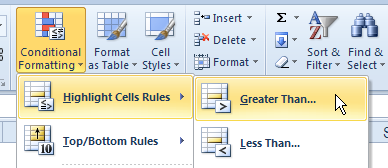 Conditional
Formatting
Format
as Table
Cell
Styles
Insert
Delete
Format
Sort &
Filter
Find &
Select
Highlight Cells Rules
Greater Than...
Top/Bottom Rules
10
Less Than...